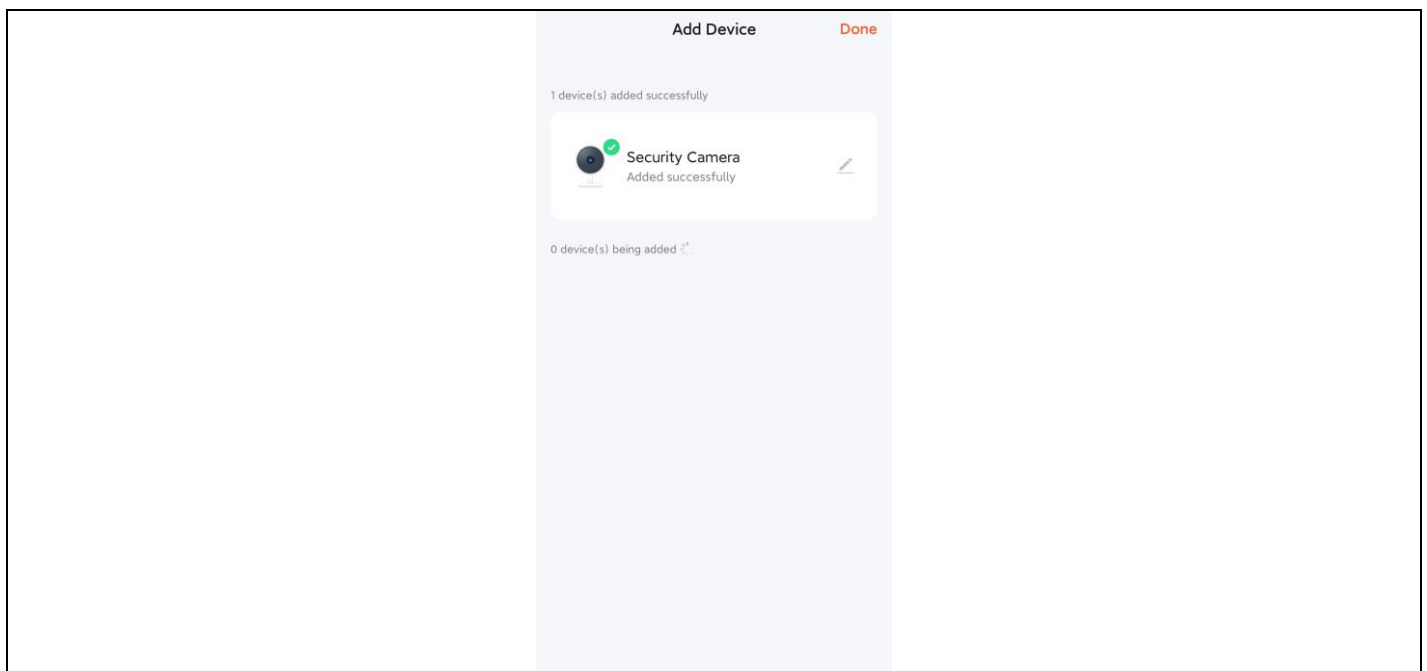 Add Device
Done
1 device(s) added successfully
Security Camera
Added successfully
0 device(s) being added